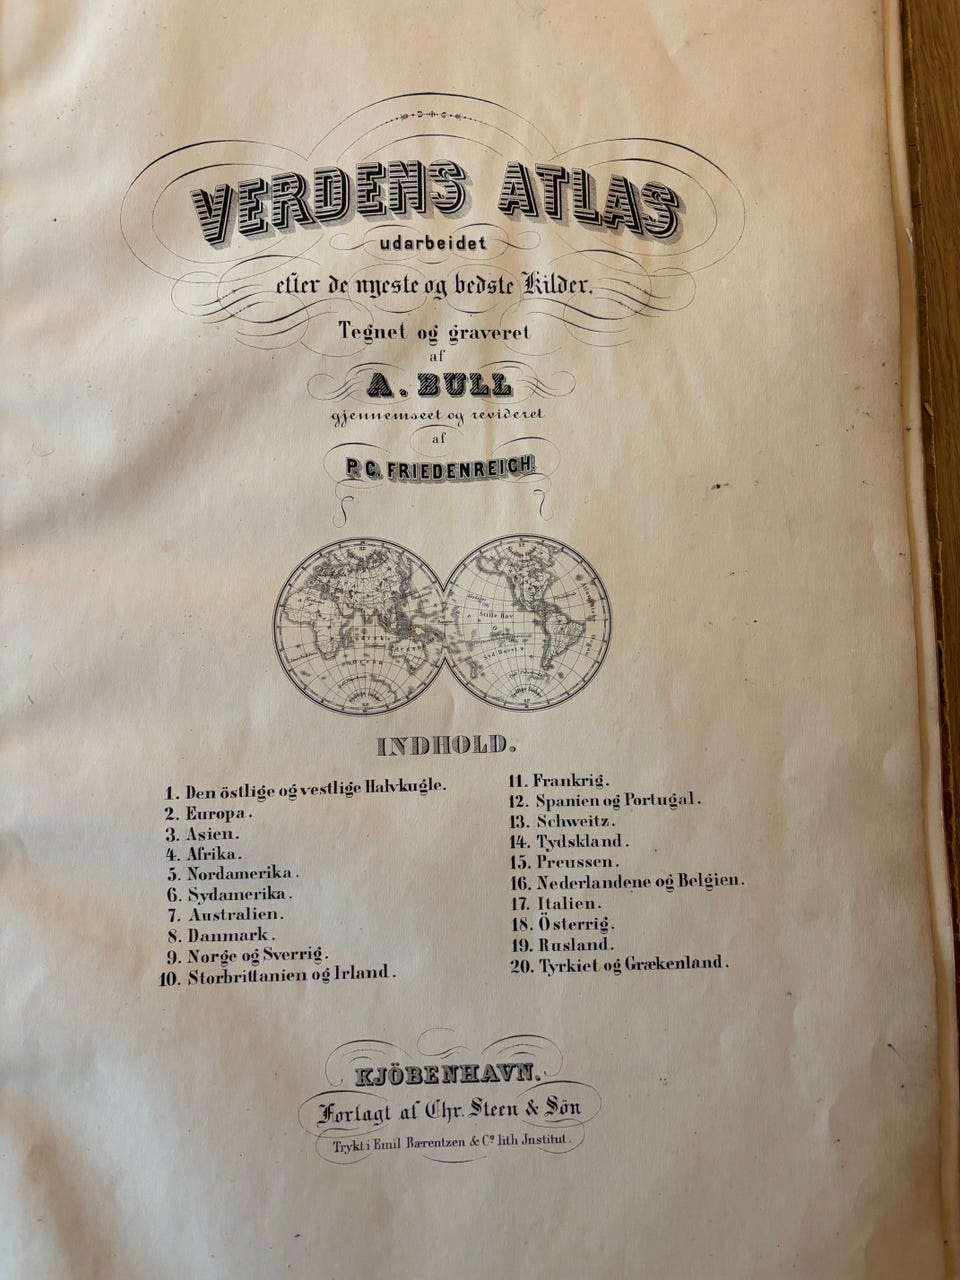 VERDENS ATLAS
udarbeidet
efter de nyeste og bedste Kilder.
Tegnet og graveret
af
A. BULL
gjennemseet og revideret
af
P. C. FRIEDENREICH.
Stille Hav
INDHOLD.
1. Den östlige og vestlige Halvkugle.
2. Europa.
3. Asien.
4. Afrika.
5. Nordamerika.
6. Sydamerika.
7. Australien.
8. Danmark.
9. Norge og Sverrig.
10. Storbrittanien og Irland.
11. Frankrig.
12. Spanien og Portugal.
13. Schweitz.
14. Tydskland.
15. Preussen.
16. Nederlandene og Belgien.
17. Italien.
18. Österrig.
19. Rusland.
20. Tyrkiet og Grækenland.
KJÖBENHAVN.
Forlagt af Chr. Steen & Sön
Trykt i Emil Bærentzen & Cº lith Jnstitut.